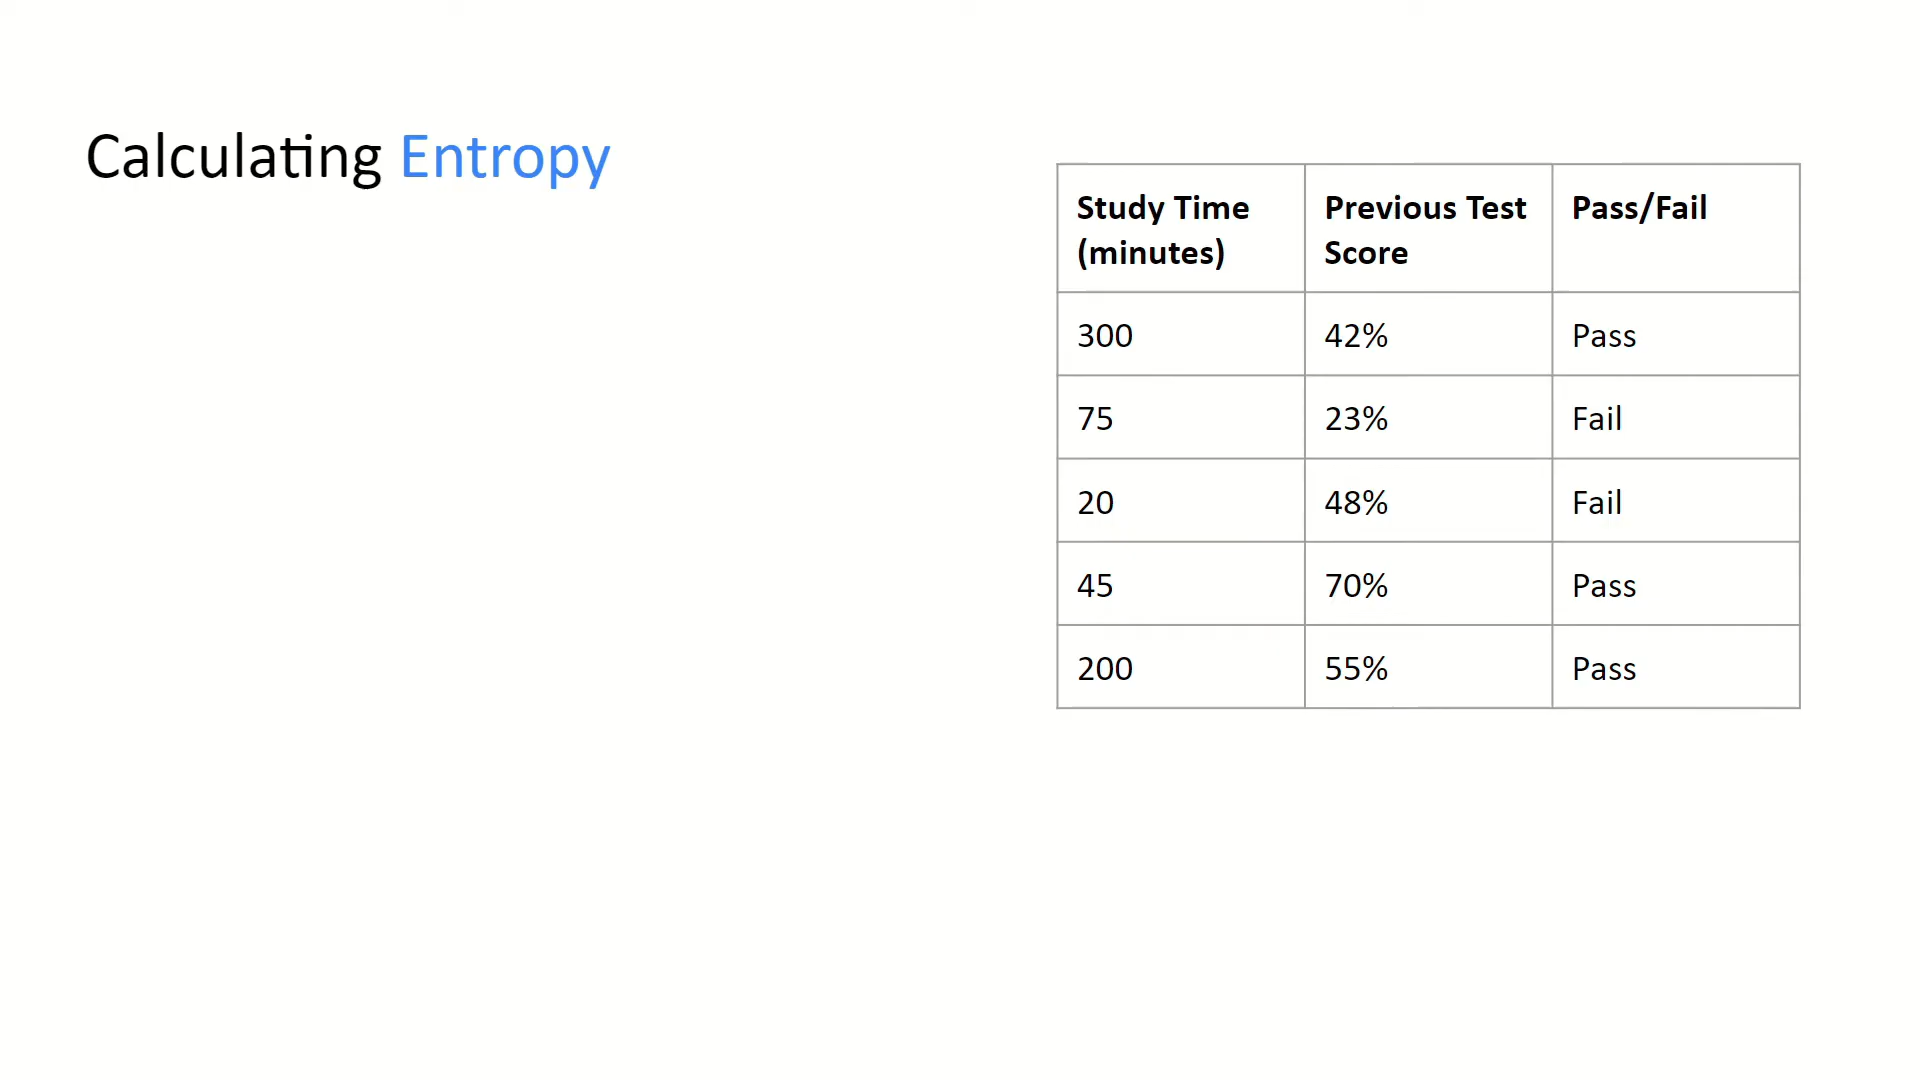 Calculating Entropy
Study Time (minutes) Previous Test Score Pass/Fail
300 42% Pass
75 23% Fail
20 48% Fail
45 70% Pass
200 55% Pass